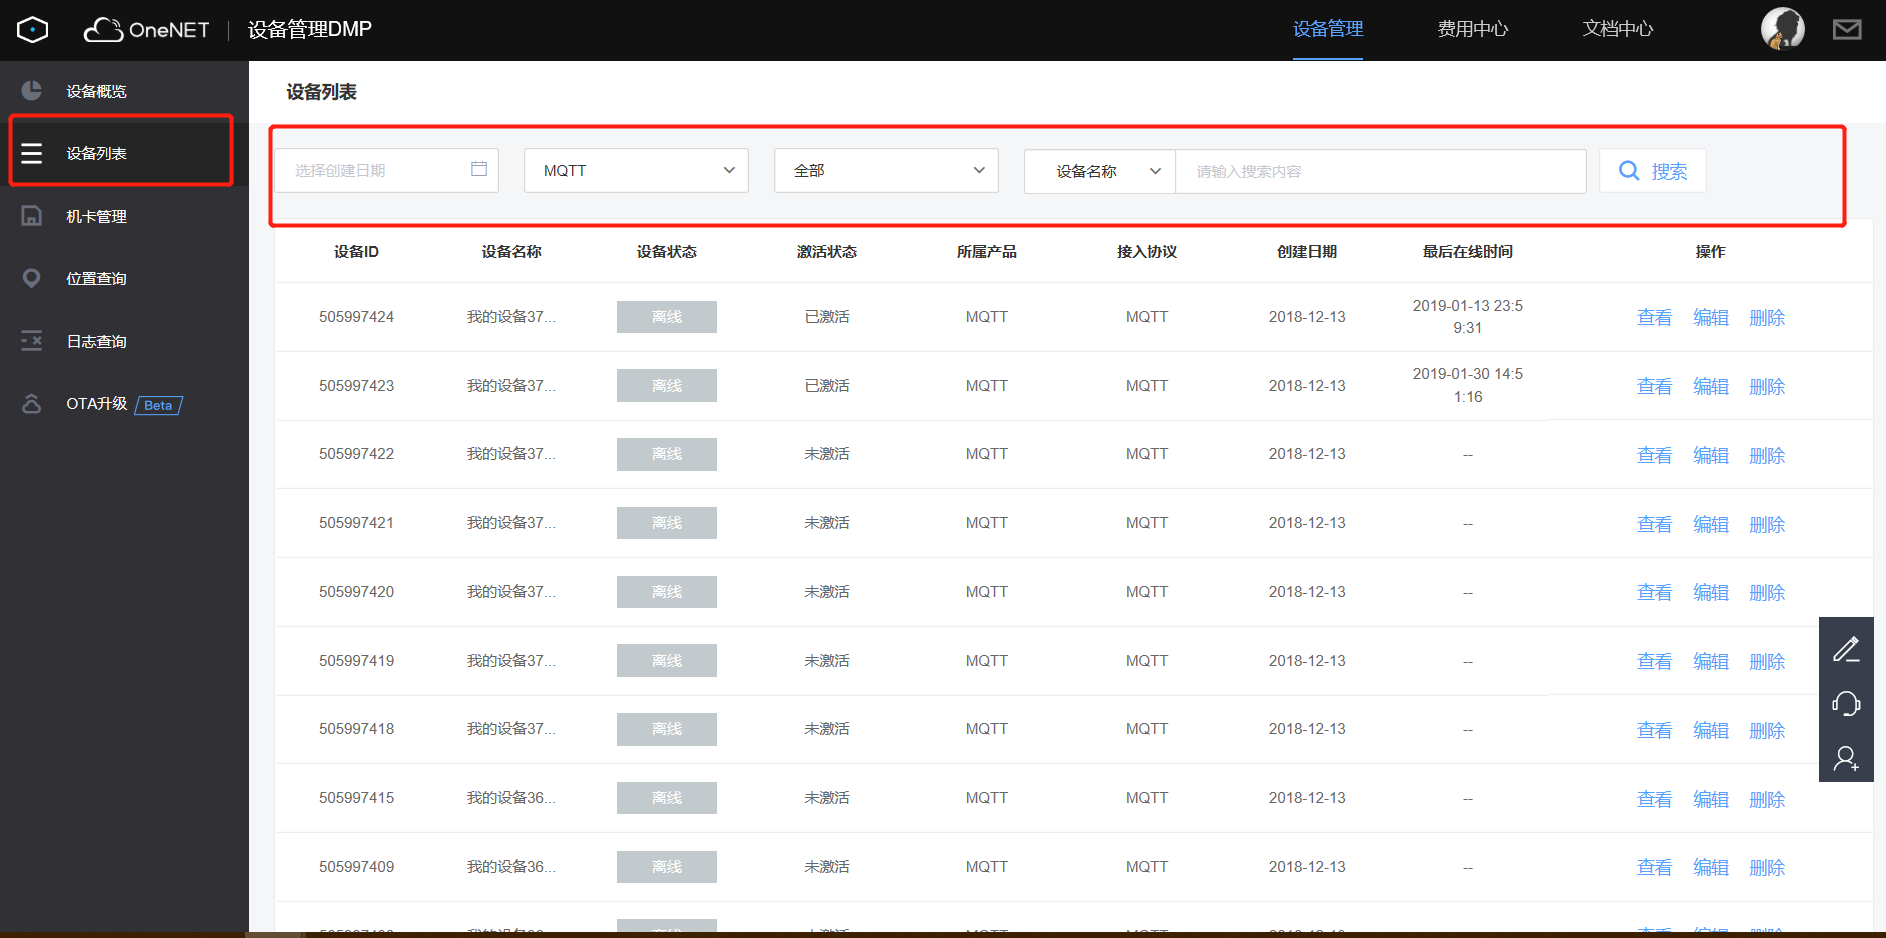 OneNET 设备管理DMP 设备管理 费用中心 文档中心
设备概览
设备列表
机卡管理
位置查询
日志查询
OTA升级 Beta
设备列表
选择创建日期 MQTT 全部 设备名称 请输入搜索内容 搜索
设备ID 设备名称 设备状态 激活状态 所属产品 接入协议 创建日期 最后在线时间 操作
505997424 我的设备37... 离线 已激活 MQTT MQTT 2018-12-13 2019-01-13 23:5
9:31 查看 编辑 删除
505997423 我的设备37... 离线 已激活 MQTT MQTT 2018-12-13 2019-01-30 14:5
1:16 查看 编辑 删除
505997422 我的设备37... 离线 未激活 MQTT MQTT 2018-12-13 -- 查看 编辑 删除
505997421 我的设备37... 离线 未激活 MQTT MQTT 2018-12-13 -- 查看 编辑 删除
505997420 我的设备37... 离线 未激活 MQTT MQTT 2018-12-13 -- 查看 编辑 删除
505997419 我的设备37... 离线 未激活 MQTT MQTT 2018-12-13 -- 查看 编辑 删除
505997418 我的设备37... 离线 未激活 MQTT MQTT 2018-12-13 -- 查看 编辑 删除
505997415 我的设备36... 离线 未激活 MQTT MQTT 2018-12-13 -- 查看 编辑 删除
505997409 我的设备36... 离线 未激活 MQTT MQTT 2018-12-13 -- 查看 编辑 删除